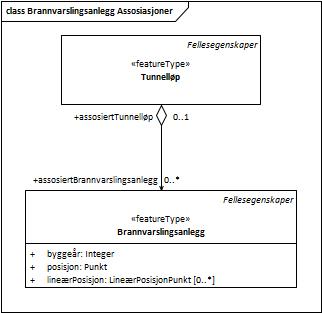 class Brannvarslingsanlegg Assosiasjoner
Fellesegenskaper
«featureType»
Tunnelløp
+assosiertTunnelløp 0..1
+assosiertBrannvarslingsanlegg 0..*
Fellesegenskaper
«featureType»
Brannvarslingsanlegg
+ byggeår: Integer
+ posisjon: Punkt
+ lineærPosisjon: LineærPosisjonPunkt [0..*]